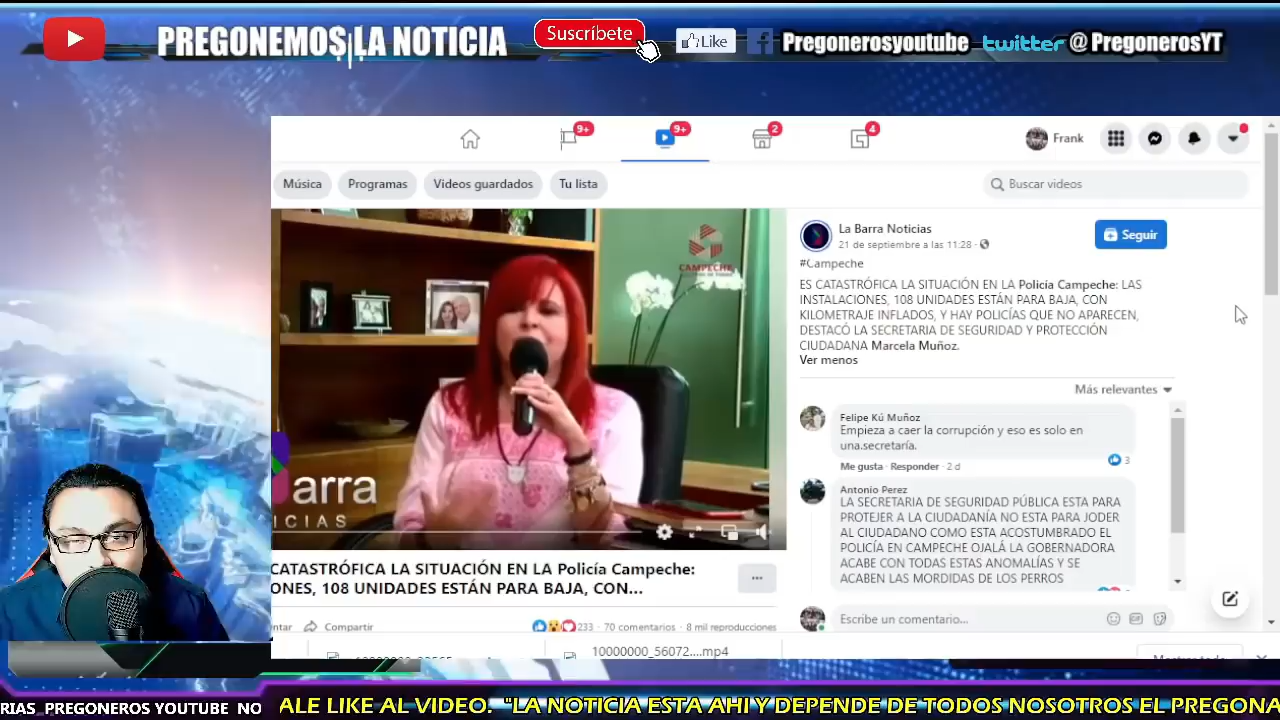 PREGONEMOS LA NOTICIA
Suscríbete
Like
Pregonerosyoutube
twitter @PregonerosYT
9+
9+
2
4
Frank
Música
Programas
Videos guardados
Tu lista
Buscar videos
CAMPECHE
La Barra Noticias
21 de septiembre a las 11:28
Seguir
#Campeche
ES CATASTRÓFICA LA SITUACIÓN EN LA Policía Campeche: LAS
INSTALACIONES, 108 UNIDADES ESTÁN PARA BAJA, CON
KILOMETRAJE INFLADOS, Y HAY POLICÍAS QUE NO APARECEN,
DESTACÓ LA SECRETARIA DE SEGURIDAD Y PROTECCIÓN
CIUDADANA Marcela Muñoz.
Ver menos
Más relevantes
Felipe Kú Muñoz
Empieza a caer la corrupción y eso es solo en
una.secretaría.
Me gusta · Responder · 2 d
3
Antonio Perez
LA SECRETARIA DE SEGURIDAD PÚBLICA ESTA PARA
PROTEJER A LA CIUDADANÍA NO ESTA PARA JODER
AL CIUDADANO COMO ESTA ACOSTUMBRADO EL
POLICÍA EN CAMPECHE OJALÁ LA GOBERNADORA
ACABE CON TODAS ESTAS ANOMALÍAS Y SE
ACABEN LAS MORDIDAS DE LOS PERROS
Escribe un comentario...
arra
ICIAS
CATASTRÓFICA LA SITUACIÓN EN LA Policía Campeche:
ONES, 108 UNIDADES ESTÁN PARA BAJA, CON...
ntar
Compartir
233 · 70 comentarios · 8 mil reproducciones
10000000_56072....mp4
Mostrar todo
RIAS_PREGONEROS YOUTUBE NO
ALE LIKE AL VIDEO. "LA NOTICIA ESTA AHI Y DEPENDE DE TODOS NOSOTROS EL PREGONA